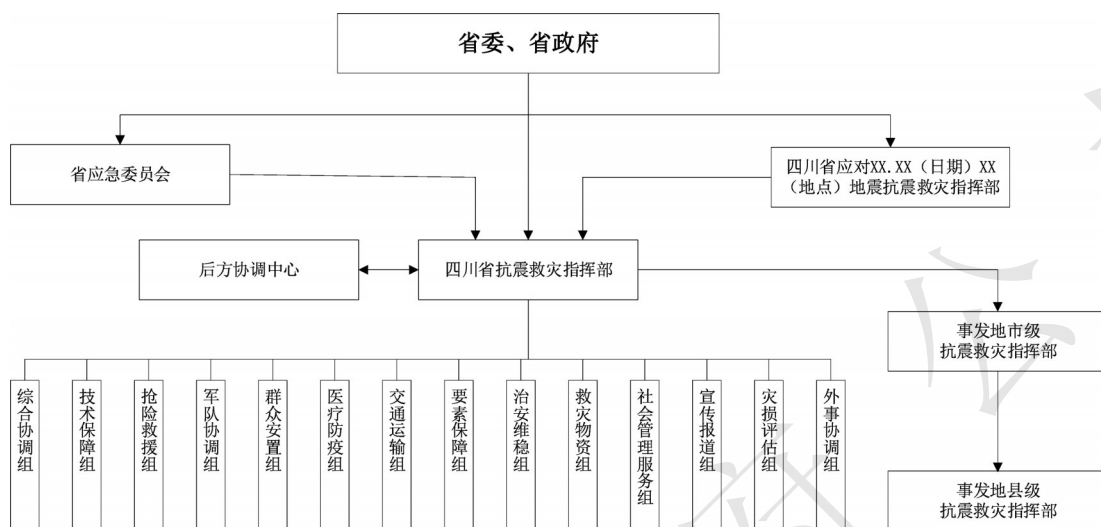 省委、省政府
省应急委员会
四川省应对XX.XX（日期）XX
（地点）地震抗震救灾指挥部
后方协调中心
四川省抗震救灾指挥部
事发地市级
抗震救灾指挥部
综合协调组
技术保障组
抢险救援组
军队协调组
群众安置组
医疗防疫组
交通运输组
要素保障组
治安维稳组
救灾物资组
社会管理服务组
宣传报道组
灾损评估组
外事协调组
事发地县级
抗震救灾指挥部